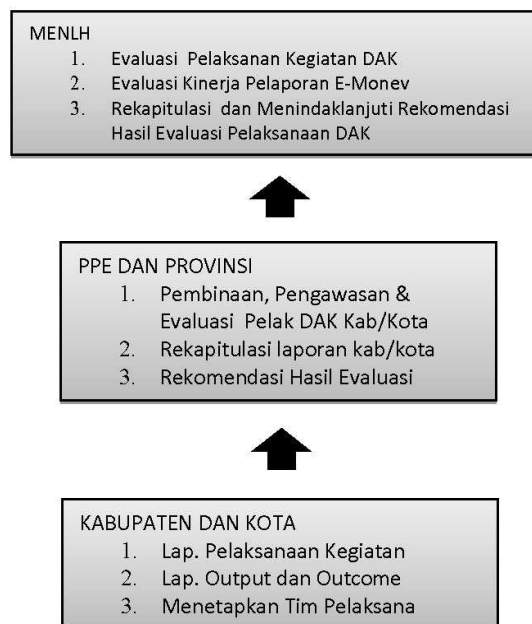 MENLH
1. Evaluasi Pelaksanan Kegiatan DAK
2. Evaluasi Kinerja Pelaporan E-Monev
3. Rekapitulasi dan Menindaklanjuti Rekomendasi
Hasil Evaluasi Pelaksanaan DAK
PPE DAN PROVINSI
1. Pembinaan, Pengawasan &
Evaluasi Pelak DAK Kab/Kota
2. Rekapitulasi laporan kab/kota
3. Rekomendasi Hasil Evaluasi
KABUPATEN DAN KOTA
1. Lap. Pelaksanaan Kegiatan
2. Lap. Output dan Outcome
3. Menetapkan Tim Pelaksana